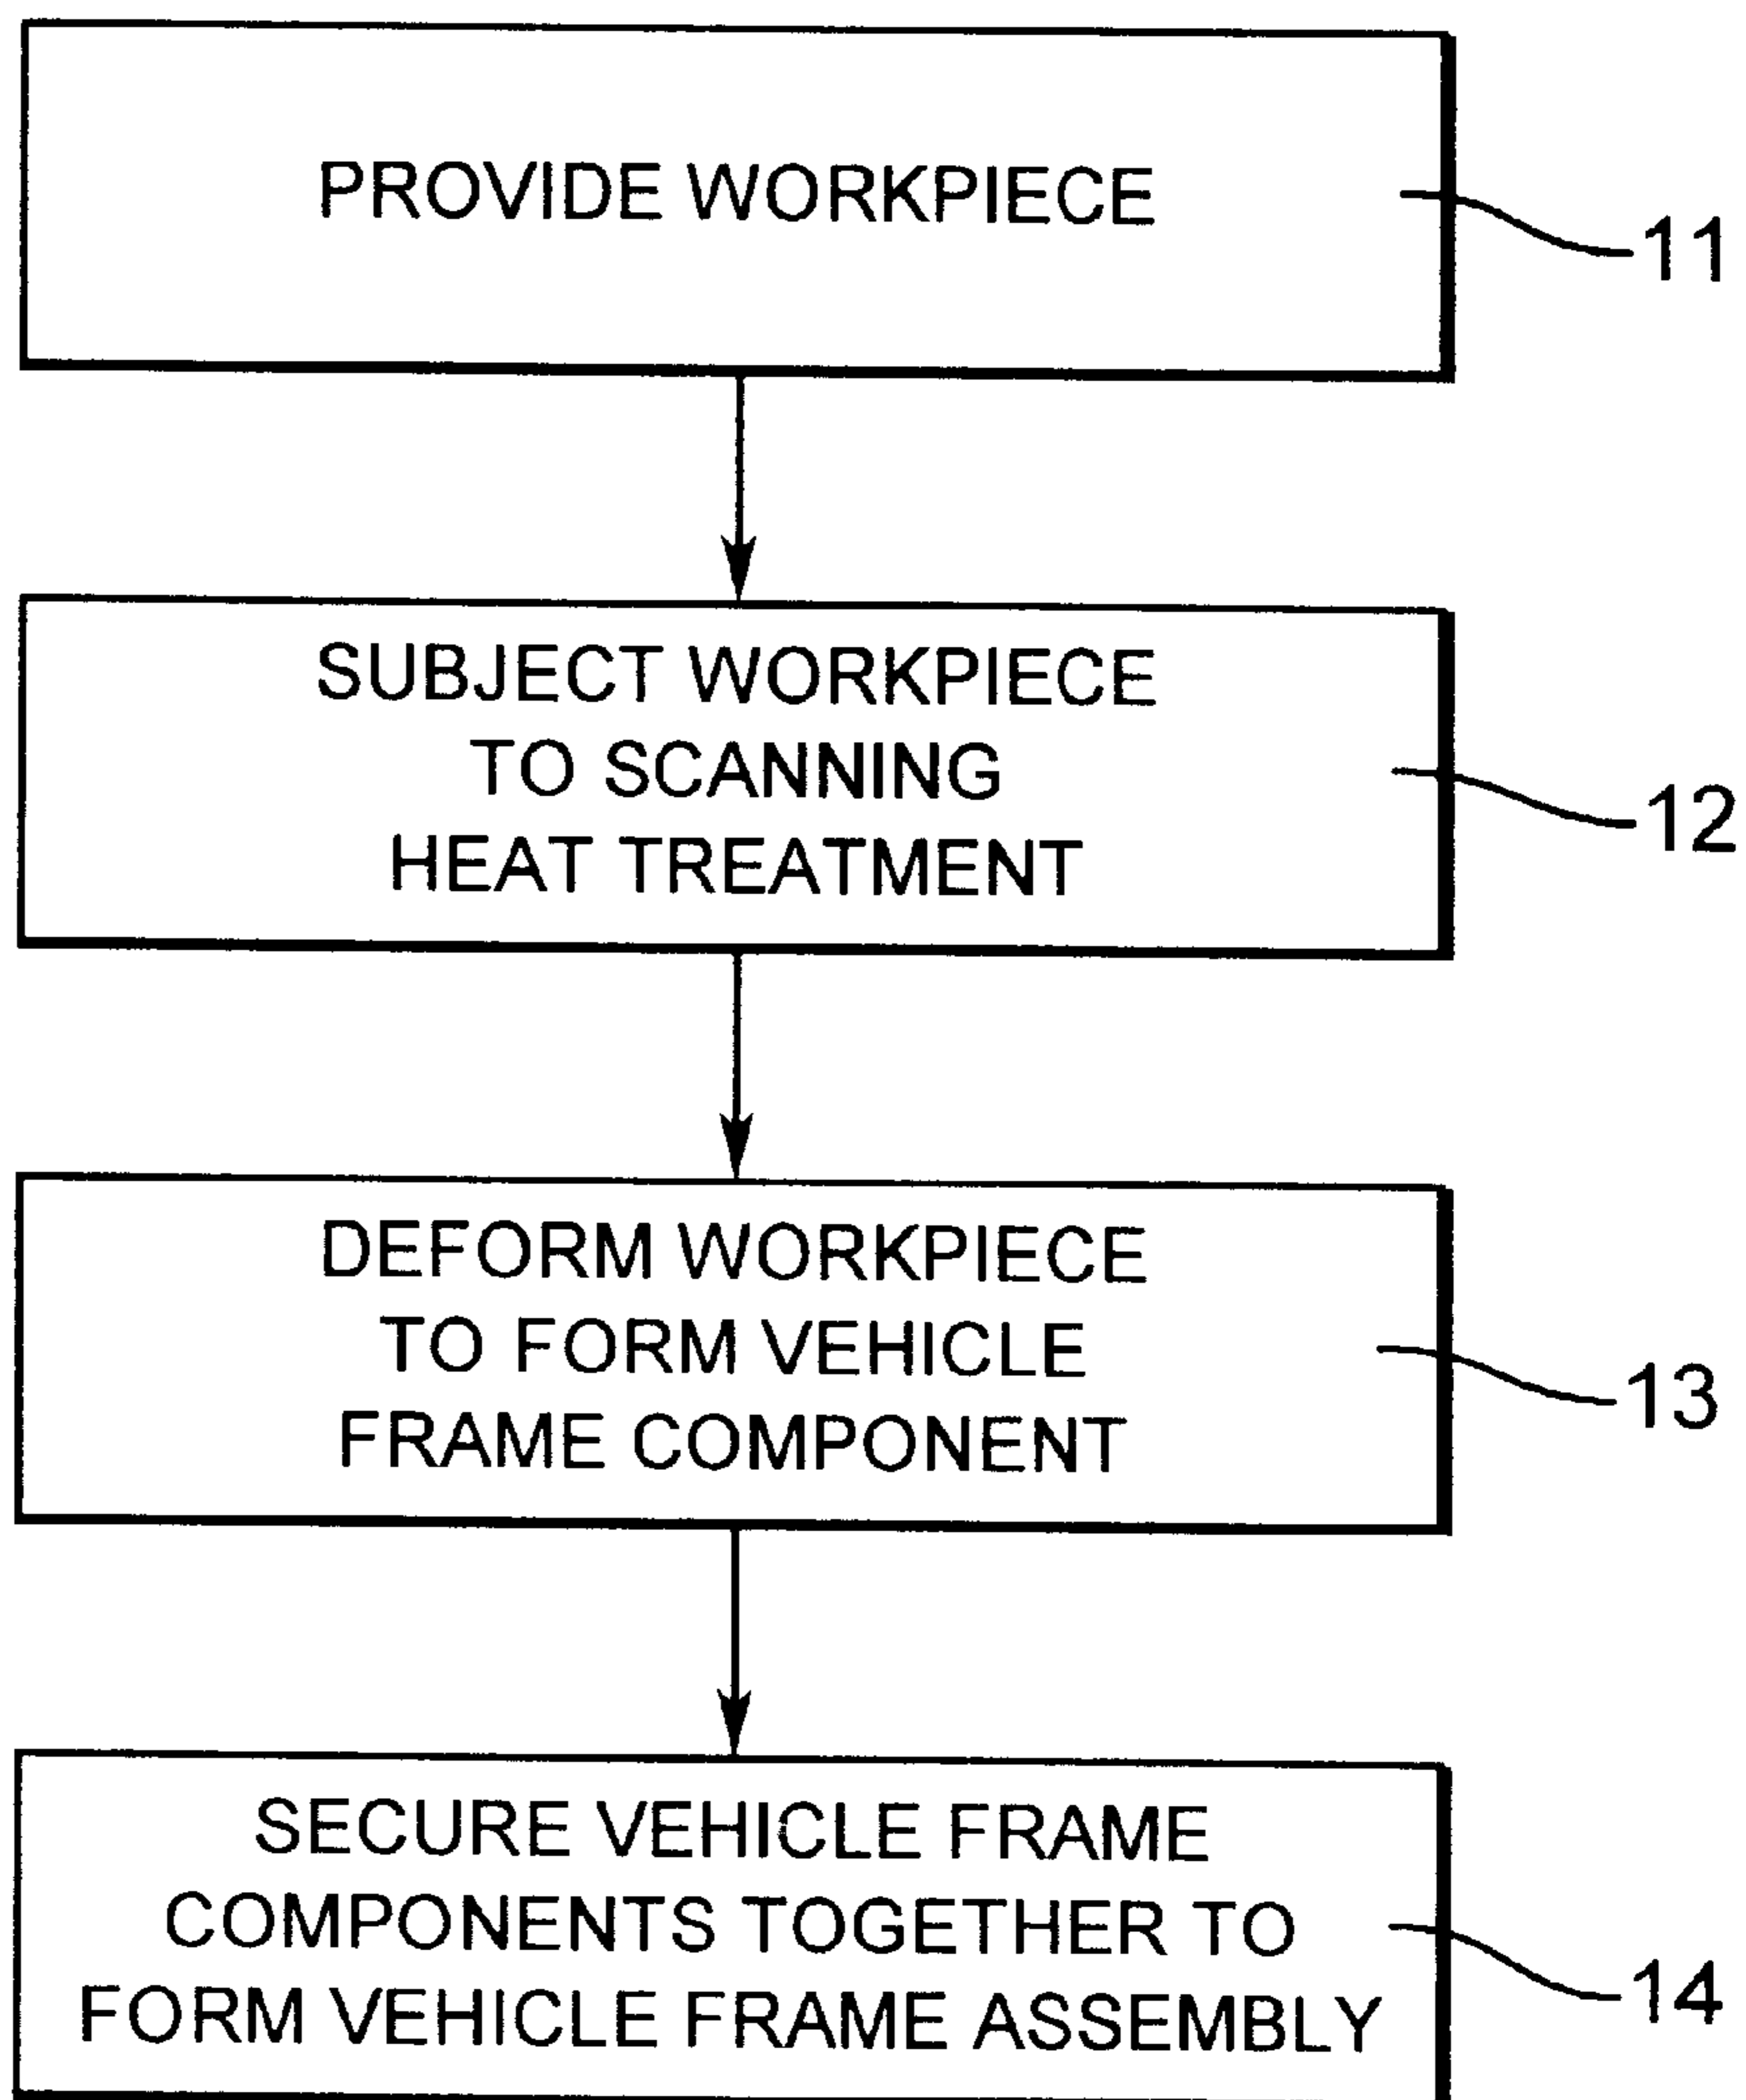 PROVIDE WORKPIECE
11
SUBJECT WORKPIECE
TO SCANNING
HEAT TREATMENT
12
DEFORM WORKPIECE
TO FORM VEHICLE
FRAME COMPONENT
13
SECURE VEHICLE FRAME
COMPONENTS TOGETHER TO
FORM VEHICLE FRAME ASSEMBLY
14